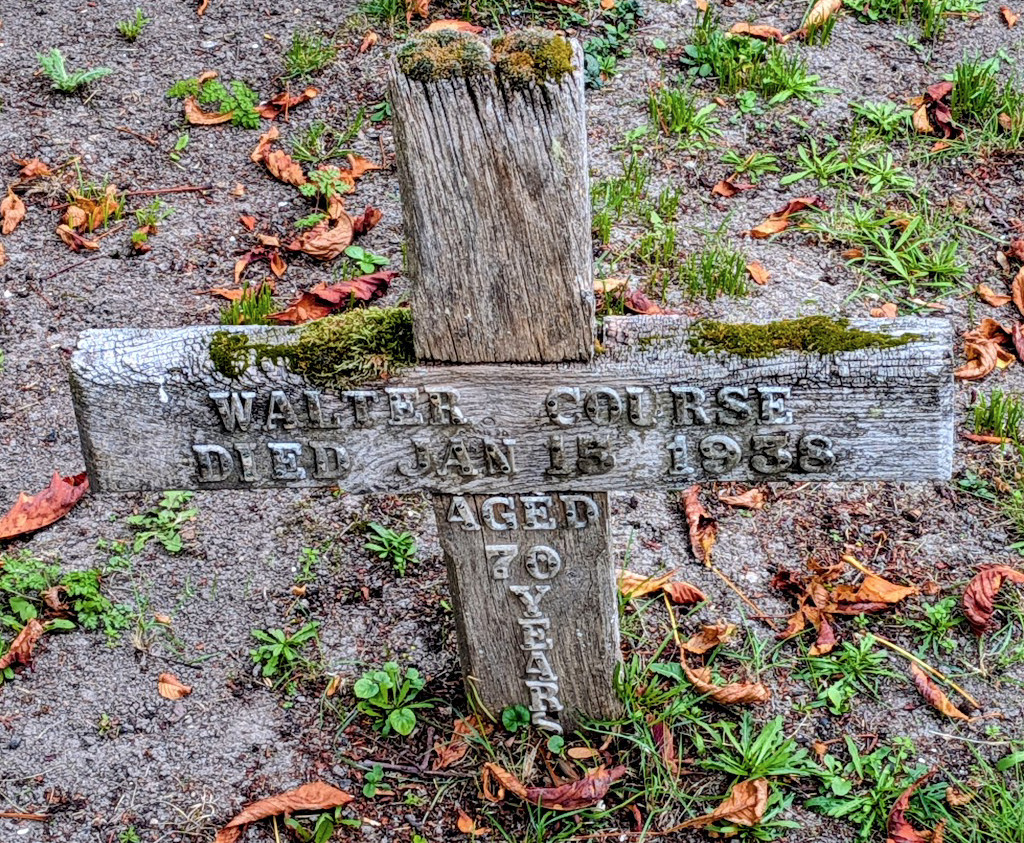 WALTER. COURSE
DIED JAN 15 1938
AGED
70
YEARS